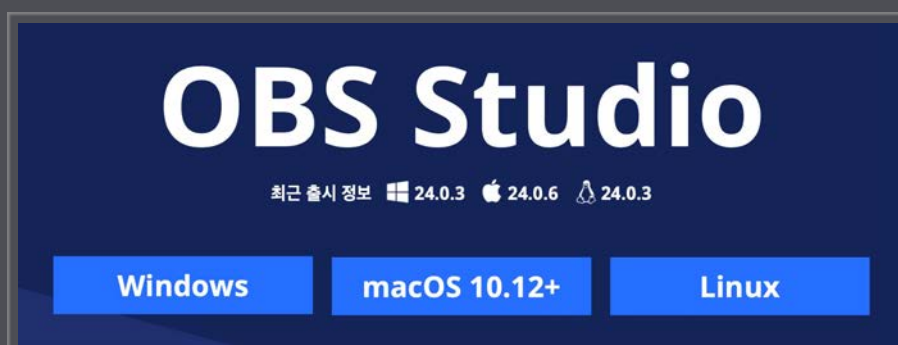 OBS Studio
최근 출시 정보 24.0.3 24.0.6 24.0.3
Windows macOS 10.12+ Linux